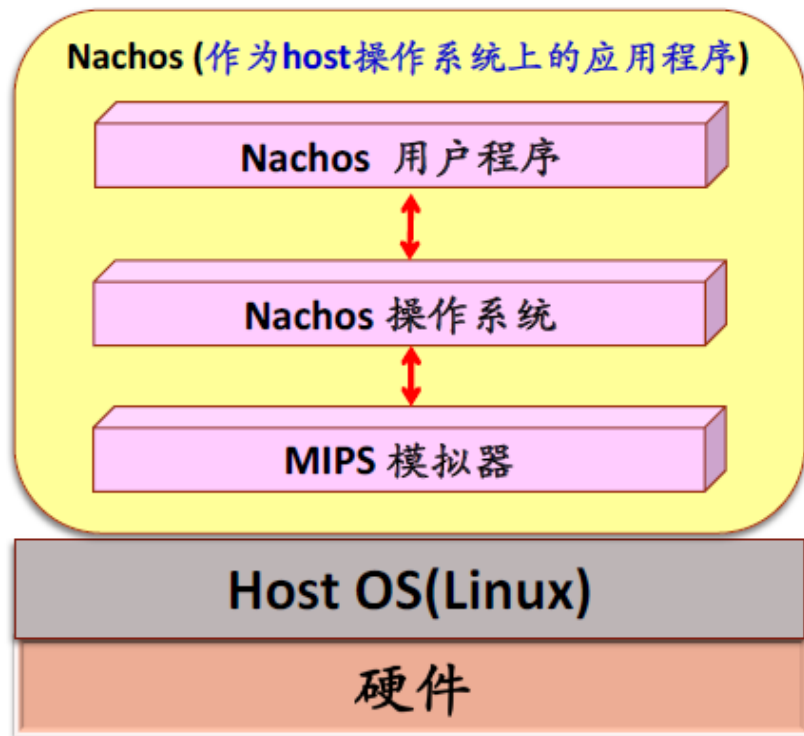 Nachos (作为host操作系统上的应用程序)
Nachos 用户程序
Nachos 操作系统
MIPS 模拟器
Host OS(Linux)
硬件